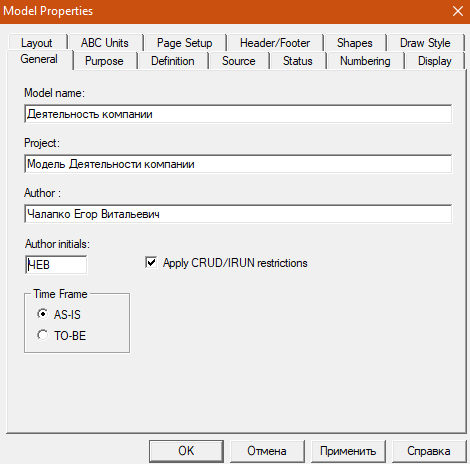 Model Properties
Layout ABC Units Page Setup Header/Footer Shapes Draw Style
General Purpose Definition Source Status Numbering Display
Model name:
Деятельность компании
Project:
Модель Деятельности компании
Author :
Чалапко Егор Витальевич
Author initials:
ЧЕВ Apply CRUD/IRUN restrictions
Time Frame
AS-IS
TO-BE
OK Отмена Применить Справка